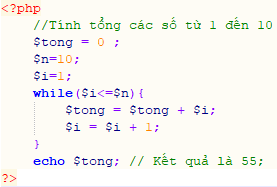 <?php
//Tính tổng các số từ 1 đến 10
$tong = 0 ;
$n=10;
$i=1;
while($i<=$n){
$tong = $tong + $i;
$i = $i + 1;
}
echo $tong; // Kết quả là 55;
?>